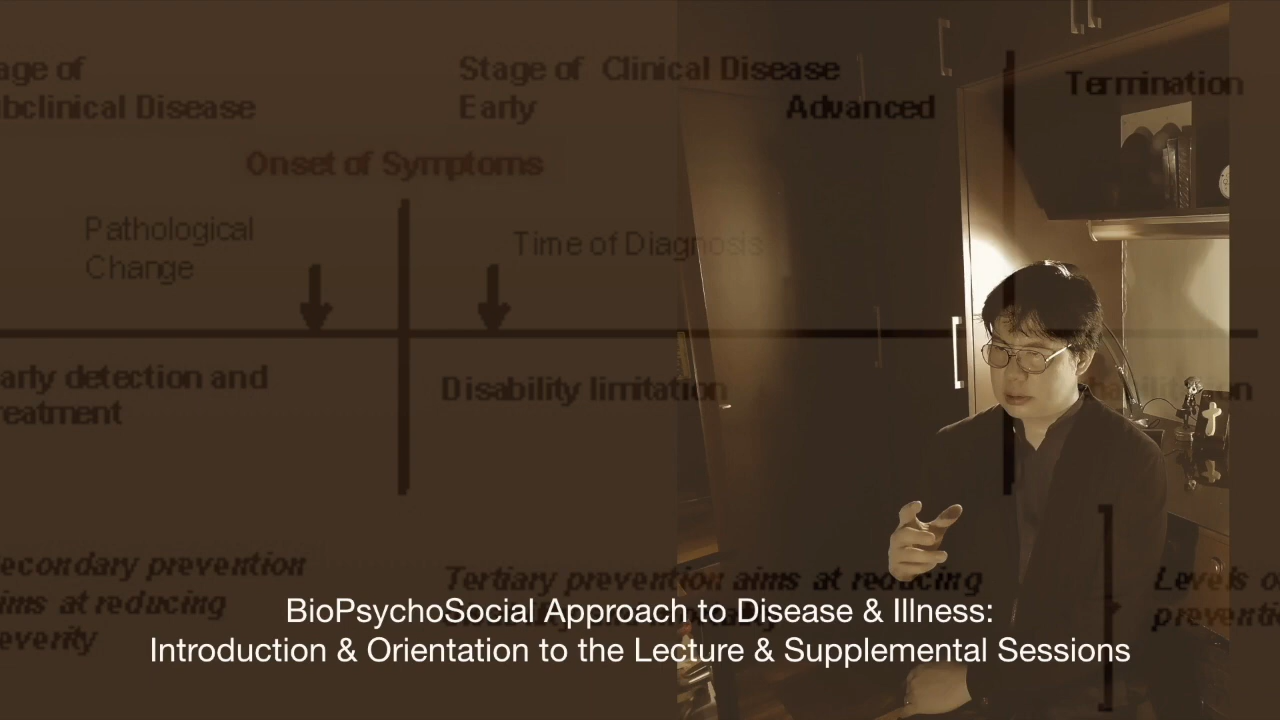 age of
bclinical Disease
Stage of Clinical Disease
Early
Advanced
Termination
Onset of Symptoms
Pathological
Change
Time of Diagnosis
arly detection and
reatment
Disability limitation
econdary prevention
ims at reducing
everity
Tertiary prevention aims at reducing
Levels o
preventi
BioPsychoSocial Approach to Disease & Illness:
Introduction & Orientation to the Lecture & Supplemental Sessions